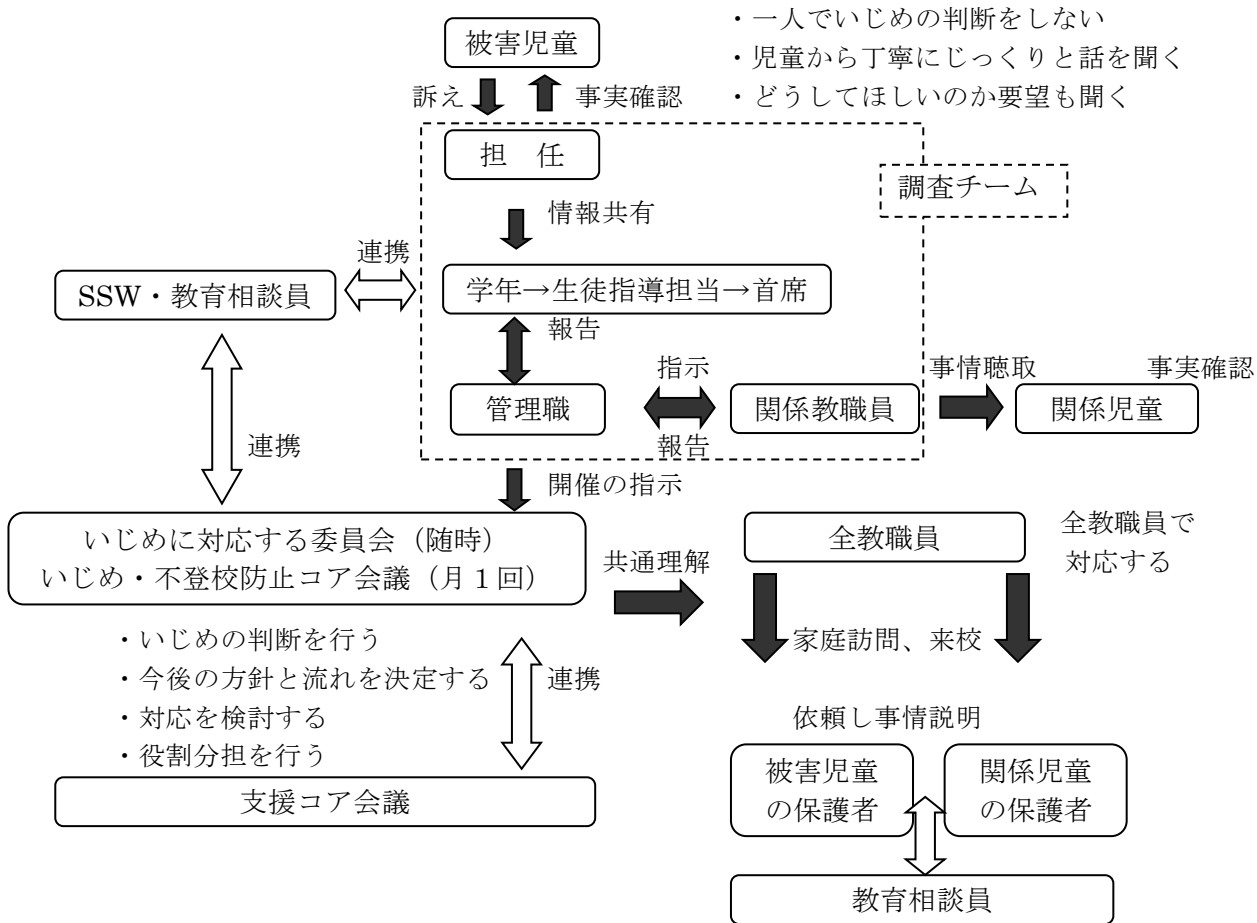 被害児童
・一人でいじめの判断をしない
・児童から丁寧にじっくりと話を聞く
・どうしてほしいのか要望も聞く
訴え
事実確認
担　任
調査チーム
情報共有
連携
SSW・教育相談員
学年→生徒指導担当→首席
報告
指示
事情聴取
事実確認
管理職
関係教職員
関係児童
報告
連携
開催の指示
いじめに対応する委員会（随時）
いじめ・不登校防止コア会議（月１回）
共通理解
全教職員
全教職員で
対応する
・いじめの判断を行う
・今後の方針と流れを決定する
・対応を検討する
・役割分担を行う
連携
家庭訪問、来校
依頼し事情説明
支援コア会議
被害児童
の保護者
関係児童
の保護者
教育相談員